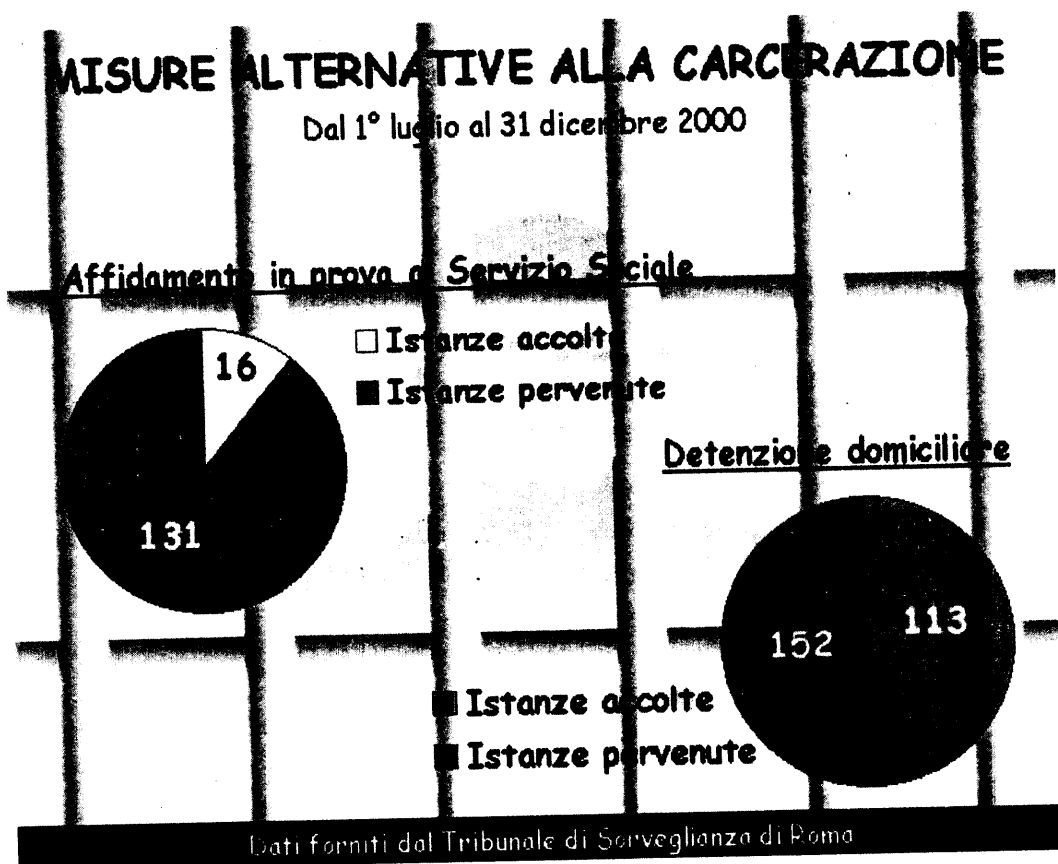 MISURE ALTERNATIVE ALLA CARCERAZIONE
Dal 1° luglio al 31 dicembre 2000
Affidamento in prova al Servizio Sociale
16
Istanze accolte
Istanze pervenute
131
Detenzione domiciliare
152
113
Istanze accolte
Istanze pervenute
Dati forniti dal Tribunale di Sorveglianza di Roma